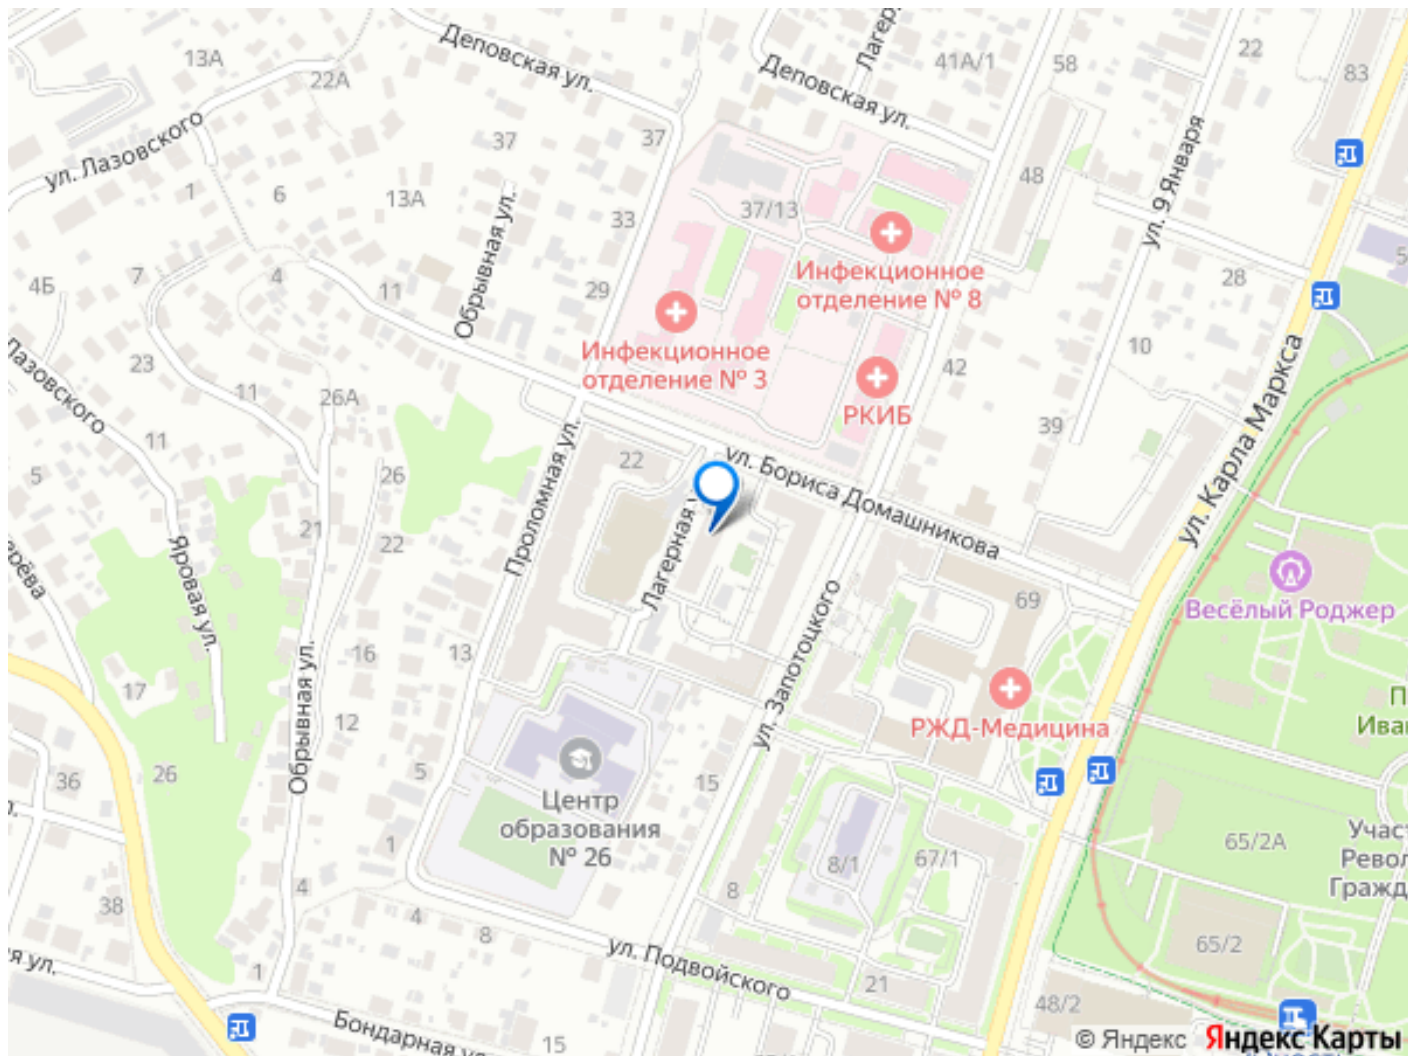 Деповская ул.
13А
22А
ул. Лазовского
37
37
1
6
13А
Обрывная ул.
33
7
4
11
29
4Б
23
11
26А
Лагерная
Деповская ул.
41А/1
58
22
83
48
ул. 9 Января
37/13
Инфекционное
отделение № 8
Инфекционное
отделение № 3
РКИБ
42
28
10
39
ул. Карла Маркса
Лазовского
11
5
26
22
Проломная ул.
ул. Бориса Домашникова
Лагерная
21
22
Яровая ул.
69
Весёлый Роджер
16
13
17
12
Обрывная ул.
ул. Запотоцкого
РЖД-Медицина
26
36
5
15
Центр
образования
№ 26
1
8/1
67/1
65/2А
4
38
4
8
8
ул. Подвойского
65/2
1
21
48/2
Бондарная
15
© Яндекс
Яндекс Карты